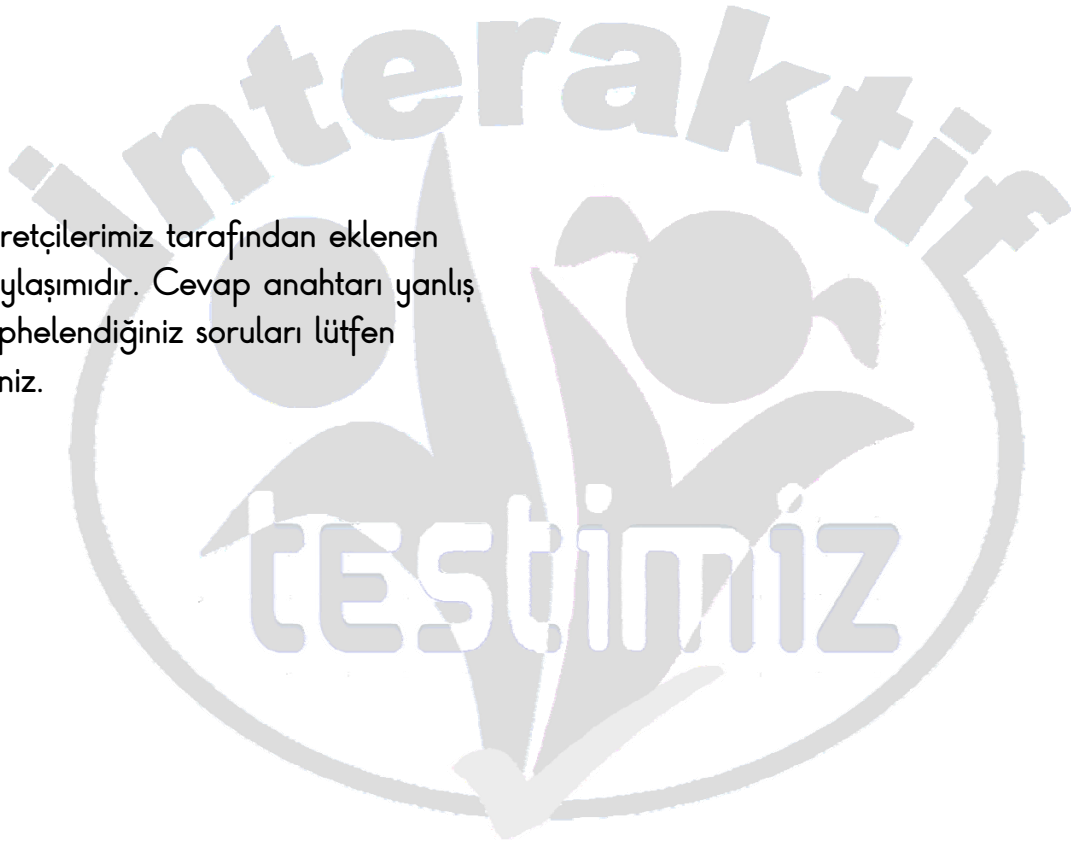 interaktif
retçilerimiz tarafından eklenen
ylaşımıdır. Cevap anahtarı yanlış
phelendiğiniz soruları lütfen
niz.
testimiz